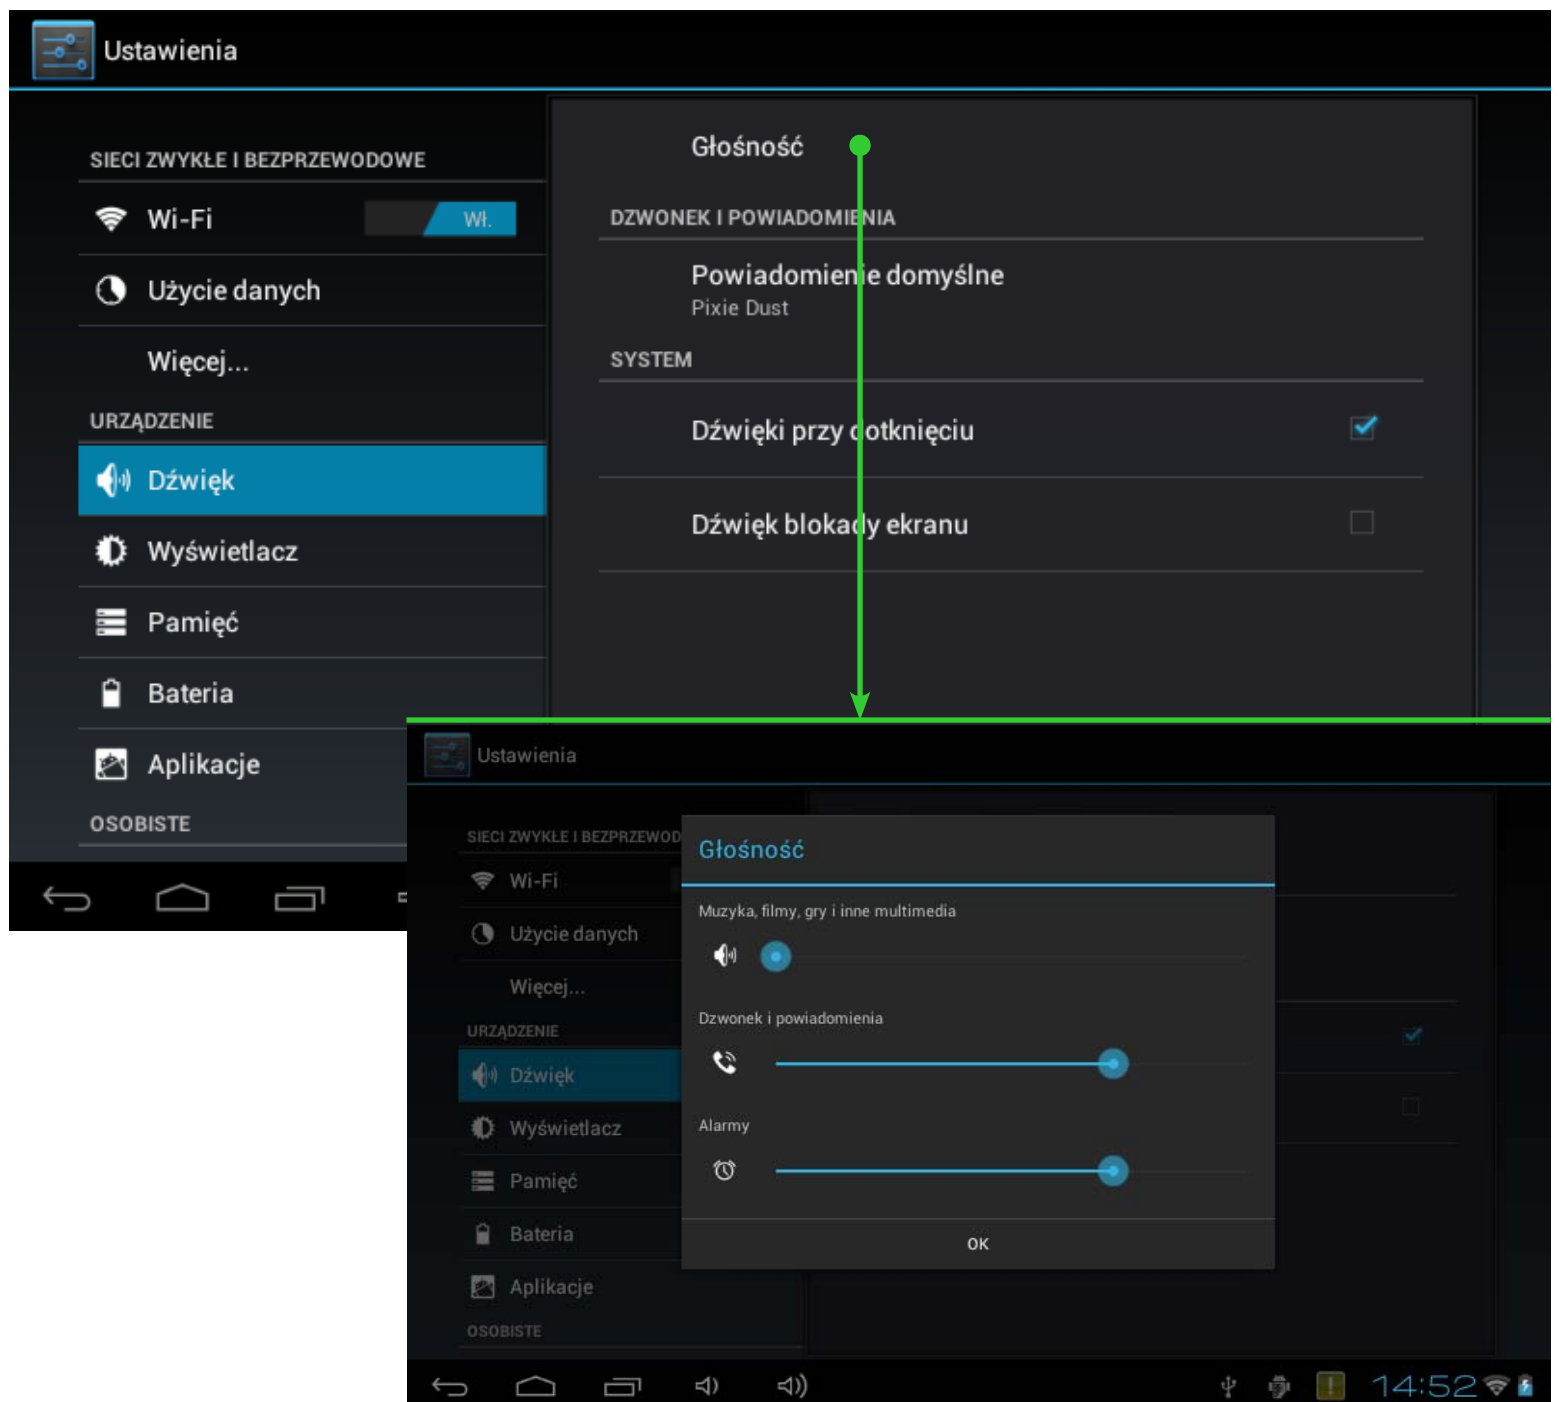 Ustawienia
SIECI ZWYKŁE I BEZPRZEWODOWE
Wi-Fi
Wł.
Użycie danych
Więcej...
URZĄDZENIE
Dźwięk
Wyświetlacz
Pamięć
Bateria
Aplikacje
OSOBISTE
Głośność
DZWONEK I POWIADOMIENIA
Powiadomienie domyślne
Pixie Dust
SYSTEM
Dźwięki przy dotknięciu
Dźwięk blokady ekranu
Ustawienia
SIECI ZWYKŁE I BEZPRZEWOD
Wi-Fi
Użycie danych
Więcej...
URZĄDZENIE
Dźwięk
Wyświetlacz
Pamięć
Bateria
Aplikacje
OSOBISTE
Głośność
Muzyka, filmy, gry i inne multimedia
Dzwonek i powiadomienia
Alarmy
OK
14:52